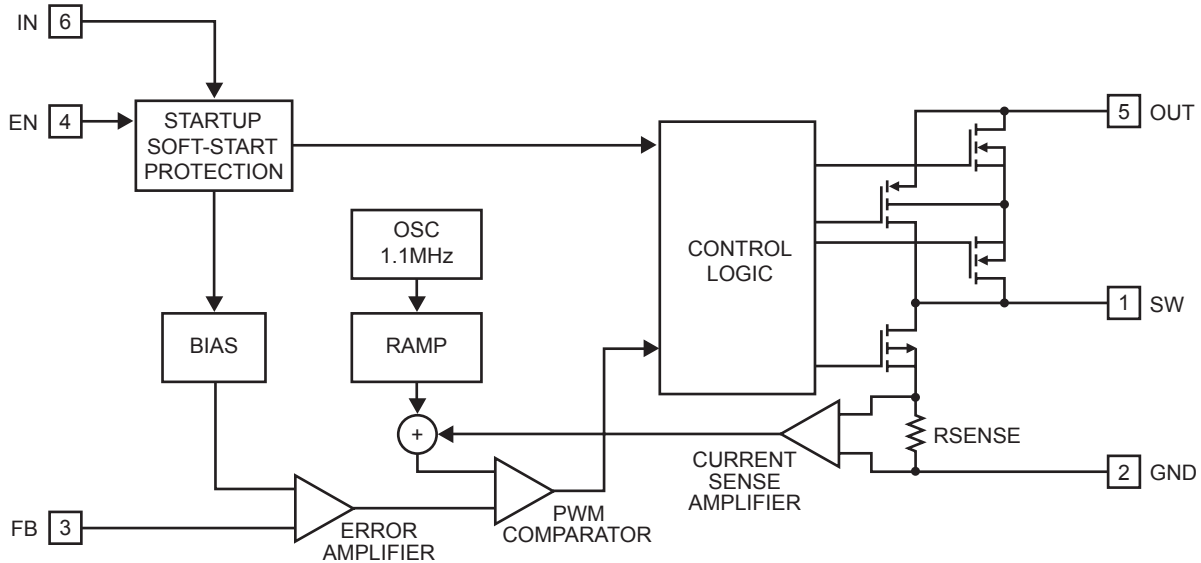 IN 6
EN 4
STARTUP
SOFT-START
PROTECTION
5 OUT
OSC
1.1MHz
CONTROL
LOGIC
1 SW
BIAS
RAMP
+
RSENSE
CURRENT
SENSE
AMPLIFIER
2 GND
FB 3
ERROR
AMPLIFIER
PWM
COMPARATOR